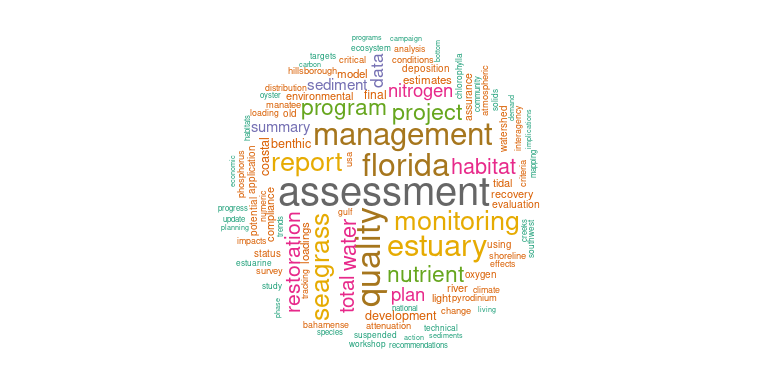 programs
campaign
ecosystem
analysis
bottom
targets
critical
conditions
carbon
data
hillsborough
model
deposition
chlorophylla
sediment
estimates
distribution
nitrogen
assurance
community
atmospheric
oyster
environmental
final
solids
manatee
program
project
demand
loading
old
watershed
interagency
habitats
summary
management
implications
benthic
coastal
report
usa
florida
habitat
criteria
mapping
economic
phosphorus
application
tidal
assessment
recovery
progress
potential
numeric
compliance
evaluation
update
planning
trends
restoration
loadings
seagrass
gulf
total water
quality
monitoring
creeks
southwest
impacts
estuary
using
status
shoreline
estuarine
effects
survey
tracking
nutrient
oxygen
study
plan
river
climate
light
pyrodinium
phase
national
living
development
change
bahamense
attenuation
technical
species
suspended
action
sediments
workshop
recommendations